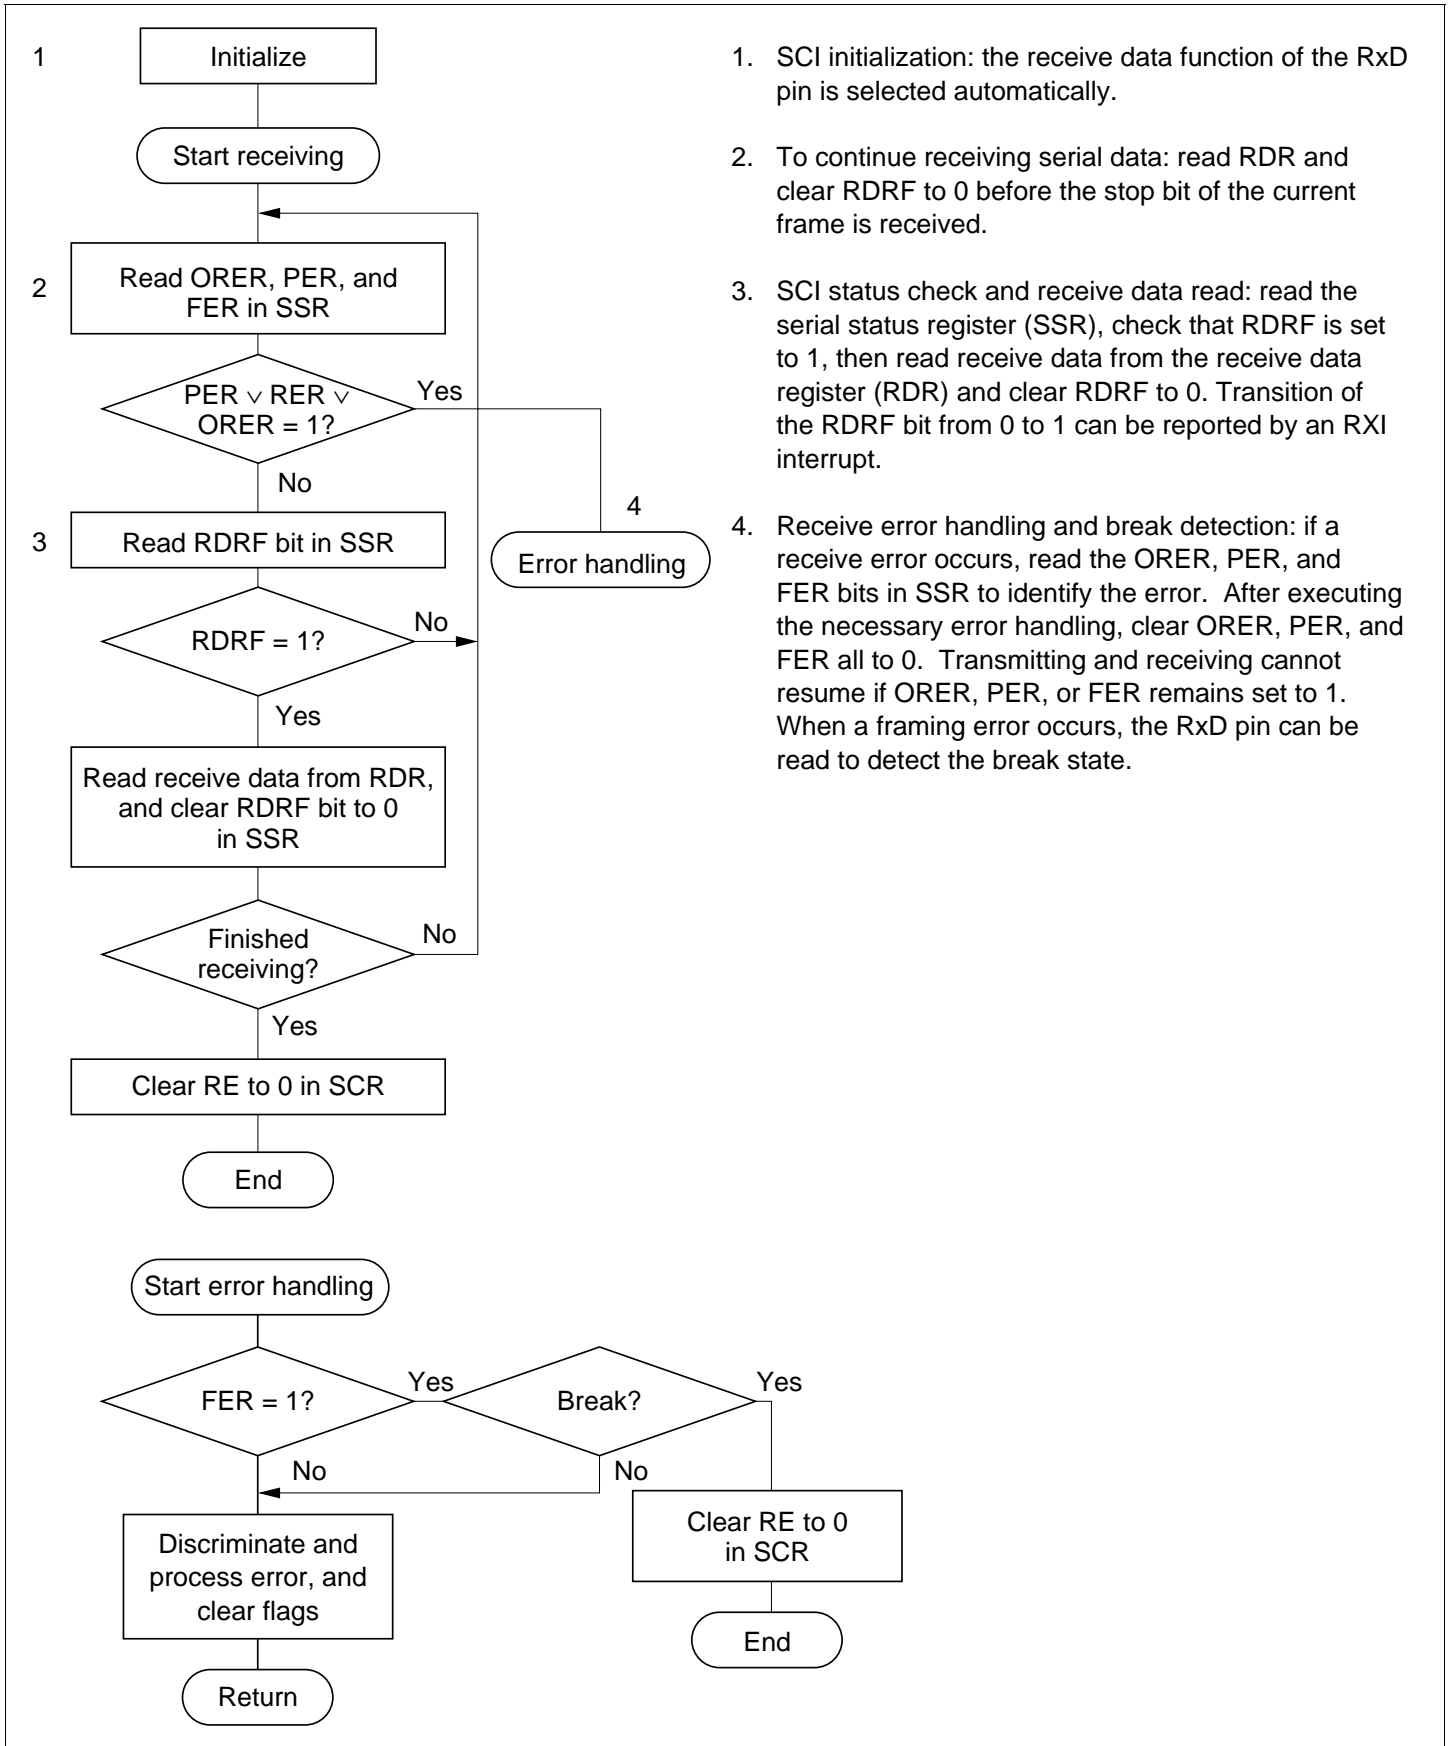 1
Initialize
Start receiving
2
Read ORER, PER, and
FER in SSR
PER ∨ RER ∨
ORER = 1?
Yes
No
4
Error handling
3
Read RDRF bit in SSR
RDRF = 1?
No
Yes
Read receive data from RDR,
and clear RDRF bit to 0
in SSR
Finished
receiving?
No
Yes
Clear RE to 0 in SCR
End
1. SCI initialization: the receive data function of the RxD
pin is selected automatically.
2. To continue receiving serial data: read RDR and
clear RDRF to 0 before the stop bit of the current
frame is received.
3. SCI status check and receive data read: read the
serial status register (SSR), check that RDRF is set
to 1, then read receive data from the receive data
register (RDR) and clear RDRF to 0. Transition of
the RDRF bit from 0 to 1 can be reported by an RXI
interrupt.
4. Receive error handling and break detection: if a
receive error occurs, read the ORER, PER, and
FER bits in SSR to identify the error. After executing
the necessary error handling, clear ORER, PER, and
FER all to 0. Transmitting and receiving cannot
resume if ORER, PER, or FER remains set to 1.
When a framing error occurs, the RxD pin can be
read to detect the break state.
Start error handling
FER = 1?
Yes
Break?
Yes
No
No
Discriminate and
process error, and
clear flags
Return
Clear RE to 0
in SCR
End